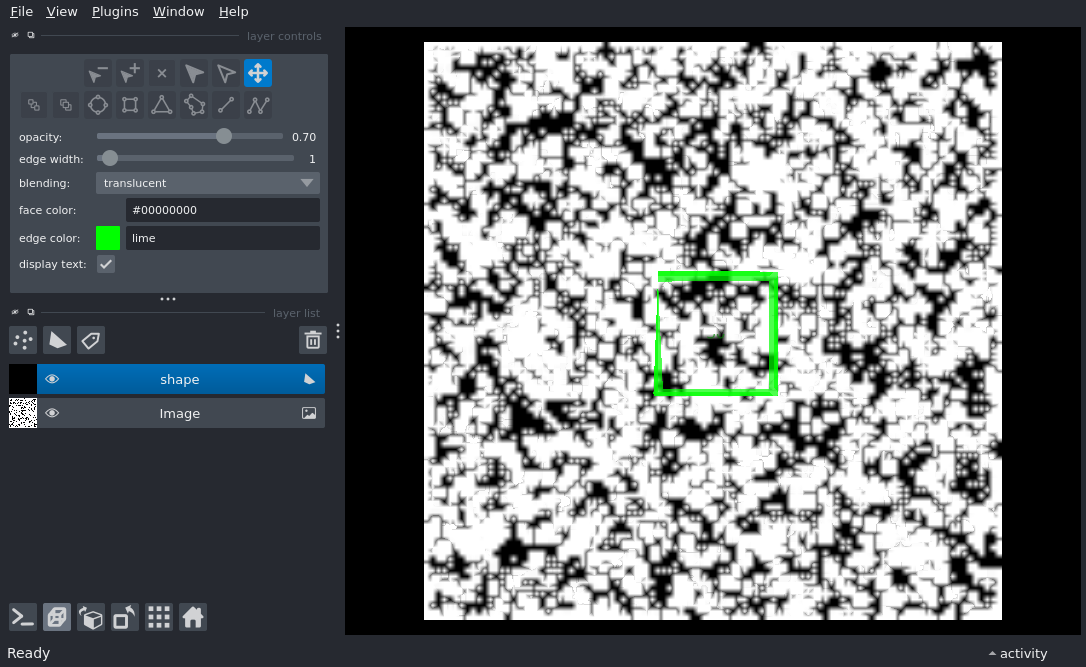 File View Plugins Window Help
layer controls
opacity: 0.70
edge width: 1
blending: translucent
face color: #00000000
edge color: lime
display text:
layer list
shape
Image
Ready
activity